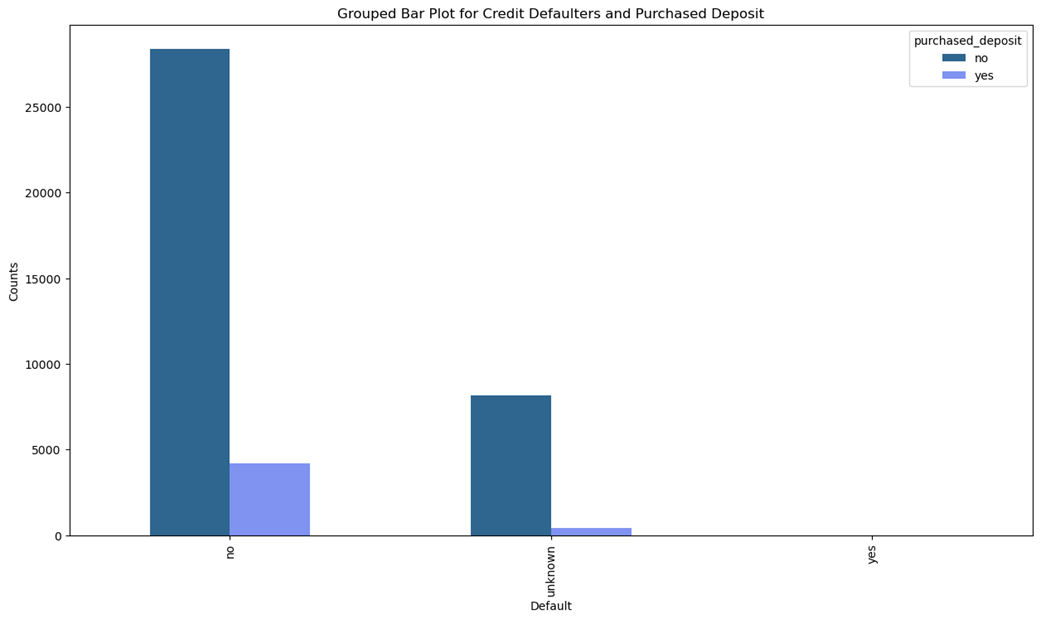 Grouped Bar Plot for Credit Defaulters and Purchased Deposit
purchased_deposit
no
yes
25000
20000
15000
10000
5000
0
Counts
no
unknown
yes
Default